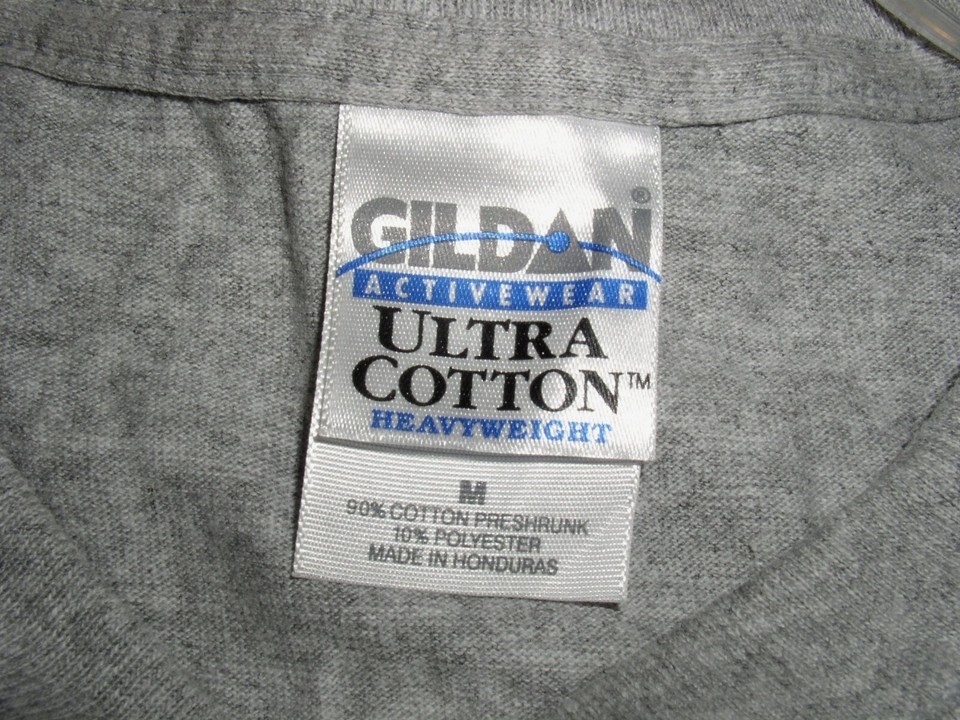 GILDAN®
ACTIVEWEAR
ULTRA
COTTON™
HEAVYWEIGHT
M
90% COTTON PRESHRUNK
10% POLYESTER
MADE IN HONDURAS